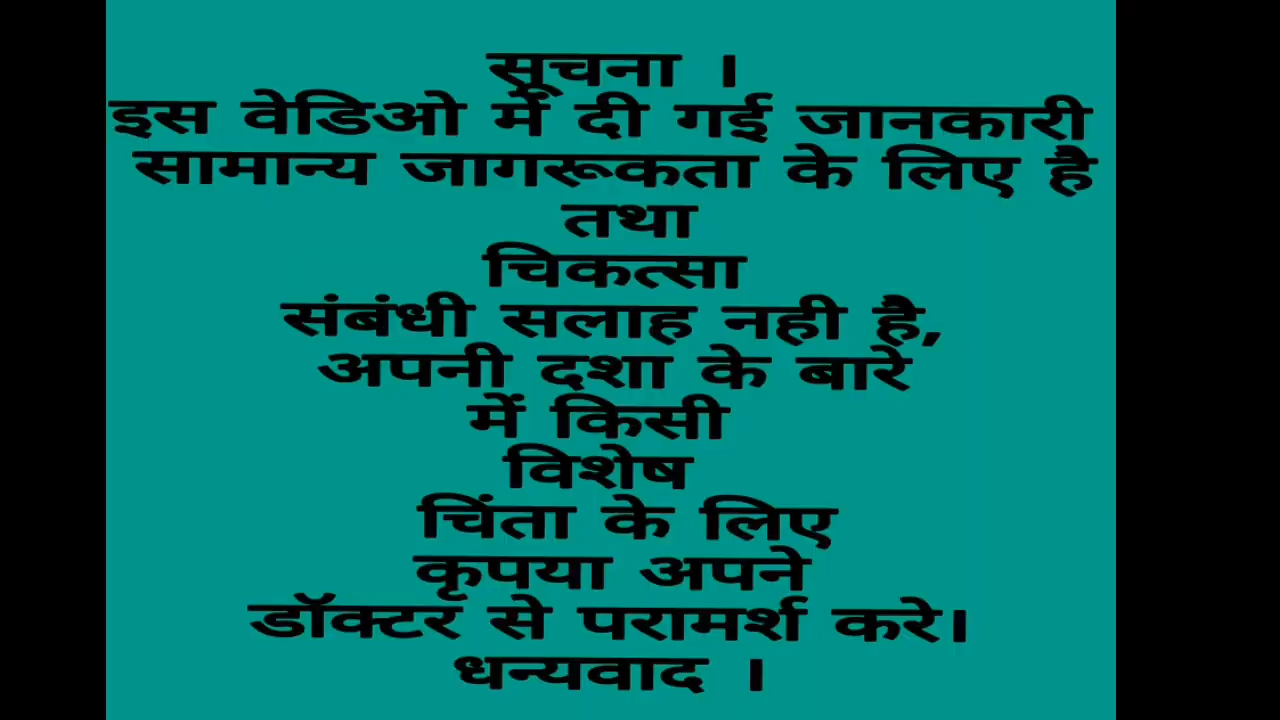 सूचना ।
इस वेडिओ में दी गई जानकारी
सामान्य जागरूकता के लिए है
तथा
चिकत्सा
संबंधी सलाह नही है,
अपनी दशा के बारे
में किसी
विशेष
चिंता के लिए
कृपया अपने
डॉक्टर से परामर्श करे।
धन्यवाद ।